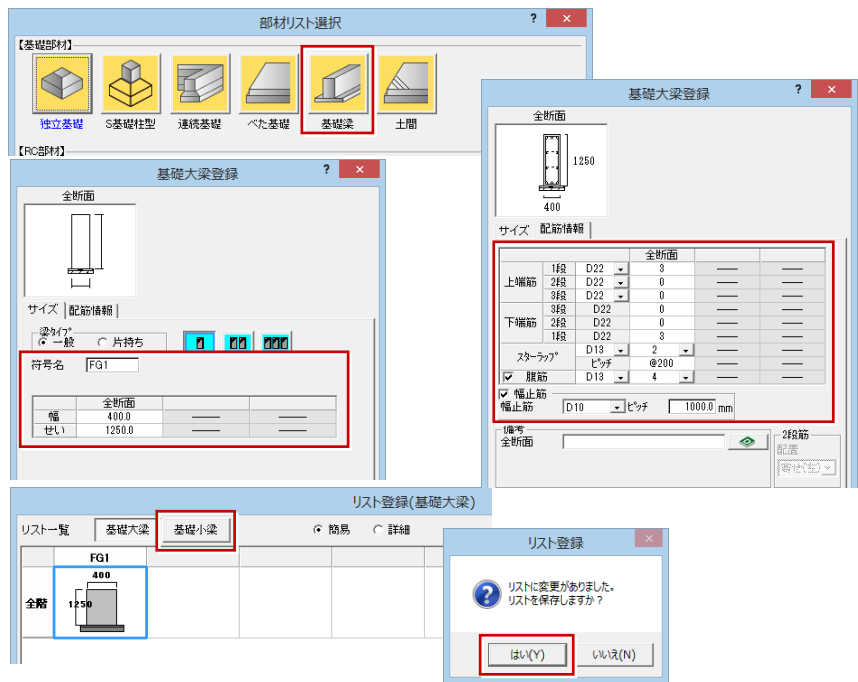 部材リスト選択
? ×
【基礎部材】
独立基礎 S基礎柱型 連続基礎 べた基礎 基礎梁 土間
【RC部材】
基礎大梁登録
? ×
全断面
サイズ 配筋情報
梁タイプ
一般 片持ち
符号名 FG1
全断面
幅 400.0 ── ──
せい 1250.0 ── ──
基礎大梁登録
? ×
全断面
1250
400
サイズ 配筋情報
全断面
上端筋 1段 D22 3 ── ──
2段 D22 0 ── ──
3段 D22 0 ── ──
下端筋 3段 D22 0 ── ──
2段 D22 0 ── ──
1段 D22 3 ── ──
スターラップ D13 2 ── ──
ピッチ @200 ── ──
腹筋 D13 4 ── ──
幅止筋
幅止筋 D10 ピッチ 1000.0 mm
備考
全断面
2段筋
配置
寄せ(左)
リスト登録(基礎大梁)
リスト一覧 基礎大梁 基礎小梁 簡易 詳細
FG1
全階 400
1250
リスト登録
×
リストに変更がありました。
リストを保存しますか?
はい(Y) いいえ(N)